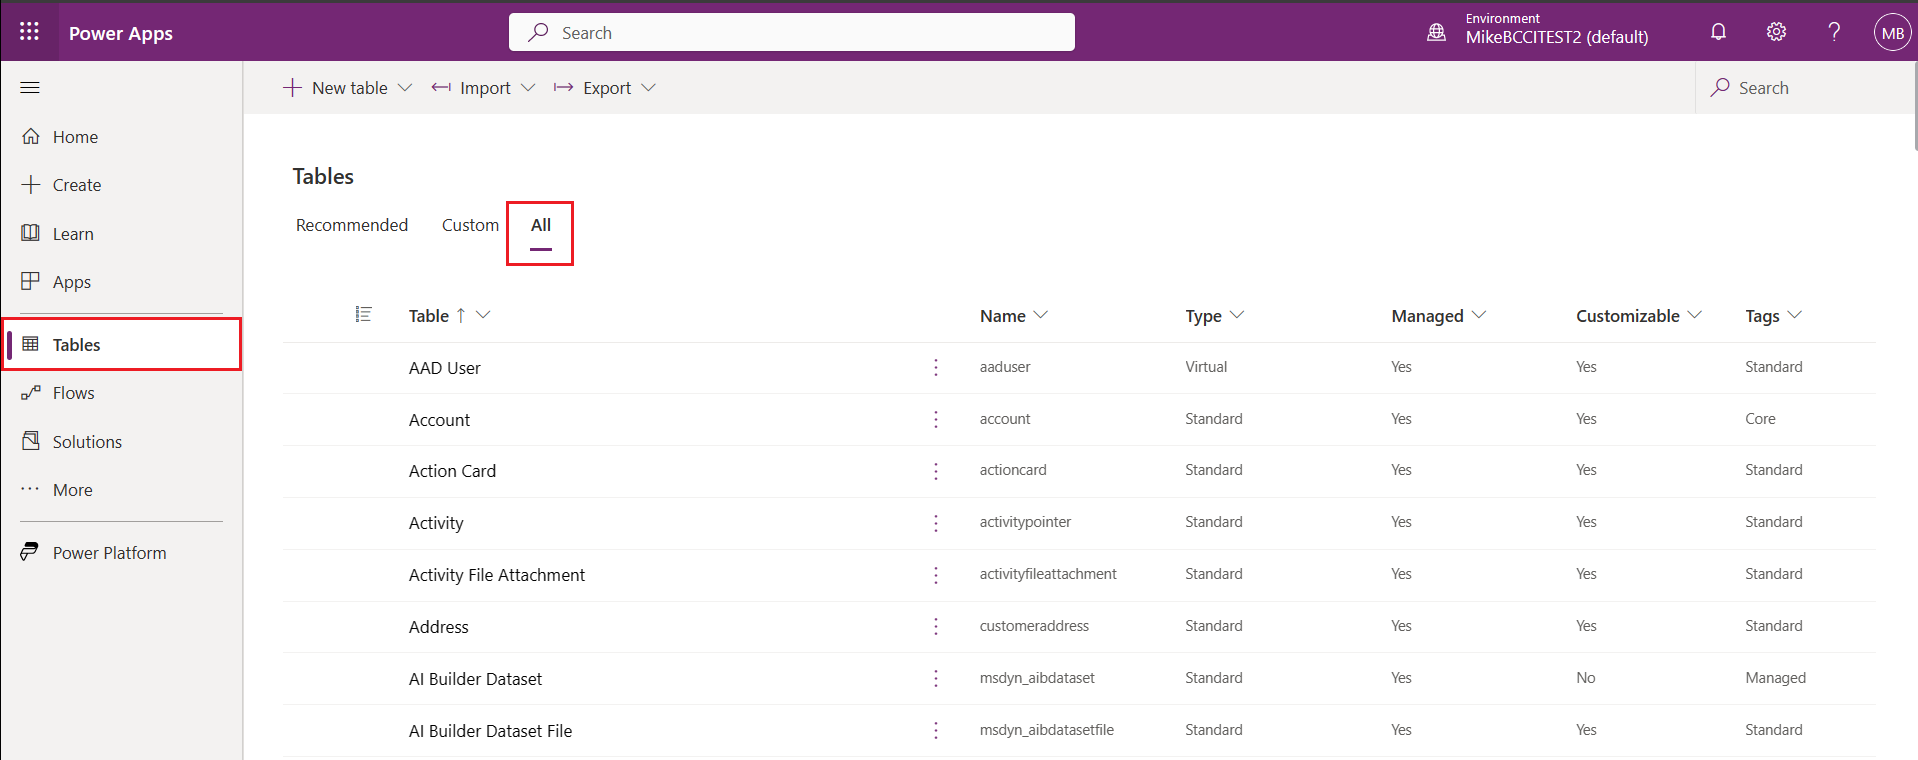 Power Apps
Search
Environment
MikeBCCITEST2 (default)
MB
New table
Import
Export
Search
Home
Create
Learn
Apps
Tables
Flows
Solutions
More
Power Platform
Tables
Recommended Custom All
Table Name Type Managed Customizable Tags
AAD User aaduser Virtual Yes Yes Standard
Account account Standard Yes Yes Core
Action Card actioncard Standard Yes Yes Standard
Activity activitypointer Standard Yes Yes Standard
Activity File Attachment activityfileattachment Standard Yes Yes Standard
Address customeraddress Standard Yes Yes Standard
AI Builder Dataset msdyn_aibdataset Standard Yes No Managed
AI Builder Dataset File msdyn_aibdatasetfile Standard Yes Yes Standard